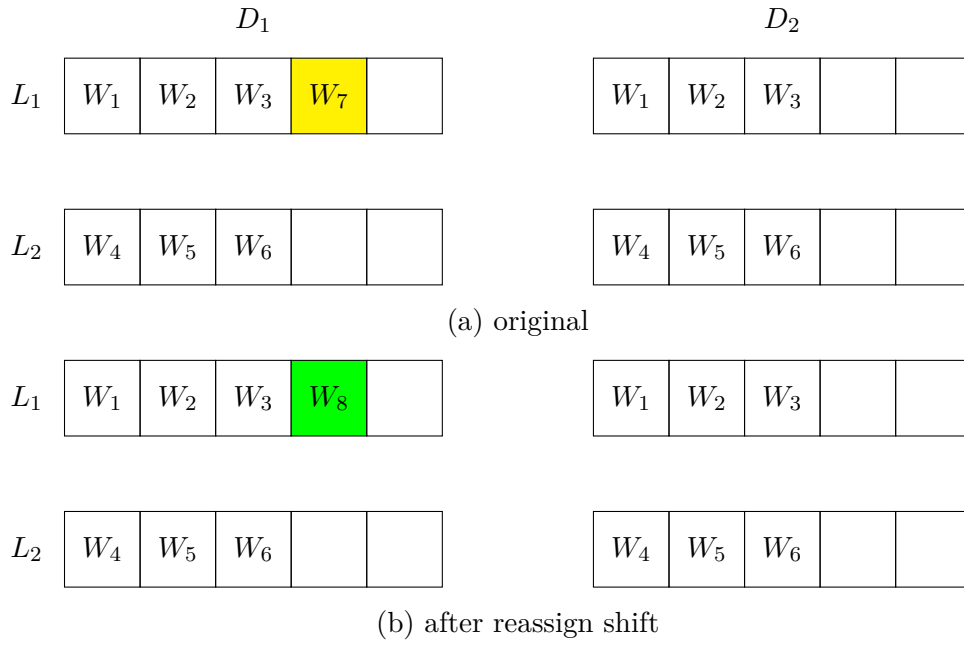 D₁ D₂
L₁ W₁ W₂ W₃ W₇ W₁ W₂ W₃
L₂ W₄ W₅ W₆ W₄ W₅ W₆
(a) original
L₁ W₁ W₂ W₃ W₈ W₁ W₂ W₃
L₂ W₄ W₅ W₆ W₄ W₅ W₆
(b) after reassign shift